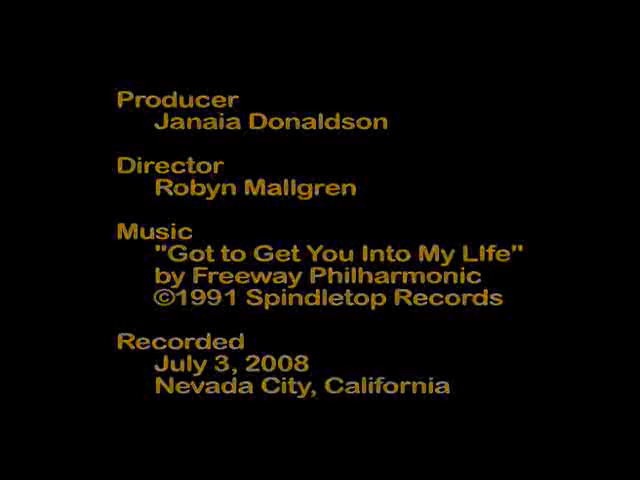 Producer
Janaia Donaldson
Director
Robyn Mallgren
Music
"Got to Get You Into My LIfe"
by Freeway Philharmonic
©1991 Spindletop Records
Recorded
July 3, 2008
Nevada City, California